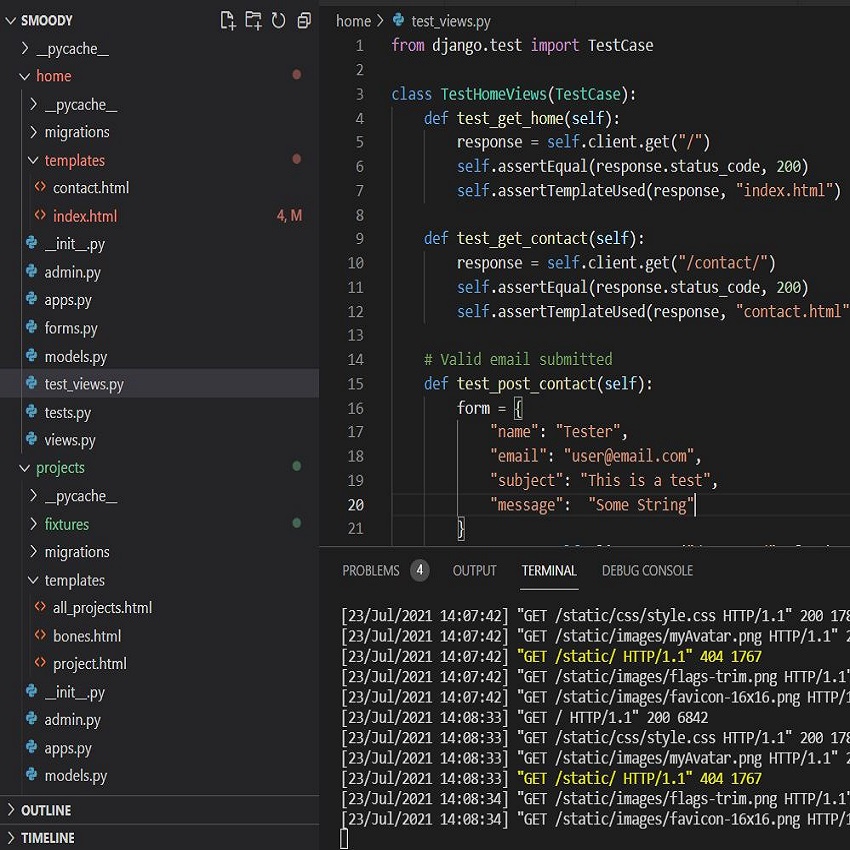 SMOODY
__pycache__
home
__pycache__
migrations
templates
contact.html
index.html 4, M
__init__.py
admin.py
apps.py
forms.py
models.py
test_views.py
tests.py
views.py
projects
__pycache__
fixtures
migrations
templates
all_projects.html
bones.html
project.html
__init__.py
admin.py
apps.py
models.py
OUTLINE
TIMELINE
home > test_views.py
1 from django.test import TestCase
2
3 class TestHomeViews(TestCase):
4 def test_get_home(self):
5 response = self.client.get("/")
6 self.assertEqual(response.status_code, 200)
7 self.assertTemplateUsed(response, "index.html")
8
9 def test_get_contact(self):
10 response = self.client.get("/contact/")
11 self.assertEqual(response.status_code, 200)
12 self.assertTemplateUsed(response, "contact.html"
13
14 # Valid email submitted
15 def test_post_contact(self):
16 form = {
17 "name": "Tester",
18 "email": "user@email.com",
19 "subject": "This is a test",
20 "message": "Some String"
21 }
PROBLEMS 4 OUTPUT TERMINAL DEBUG CONSOLE
[23/Jul/2021 14:07:42] "GET /static/css/style.css HTTP/1.1" 200 178
[23/Jul/2021 14:07:42] "GET /static/images/myAvatar.png HTTP/1.1" 2
[23/Jul/2021 14:07:42] "GET /static/ HTTP/1.1" 404 1767
[23/Jul/2021 14:07:42] "GET /static/images/flags-trim.png HTTP/1.1"
[23/Jul/2021 14:07:42] "GET /static/images/favicon-16x16.png HTTP/1
[23/Jul/2021 14:08:33] "GET / HTTP/1.1" 200 6842
[23/Jul/2021 14:08:33] "GET /static/css/style.css HTTP/1.1" 200 178
[23/Jul/2021 14:08:33] "GET /static/images/myAvatar.png HTTP/1.1" 2
[23/Jul/2021 14:08:33] "GET /static/ HTTP/1.1" 404 1767
[23/Jul/2021 14:08:34] "GET /static/images/flags-trim.png HTTP/1.1"
[23/Jul/2021 14:08:34] "GET /static/images/favicon-16x16.png HTTP/1